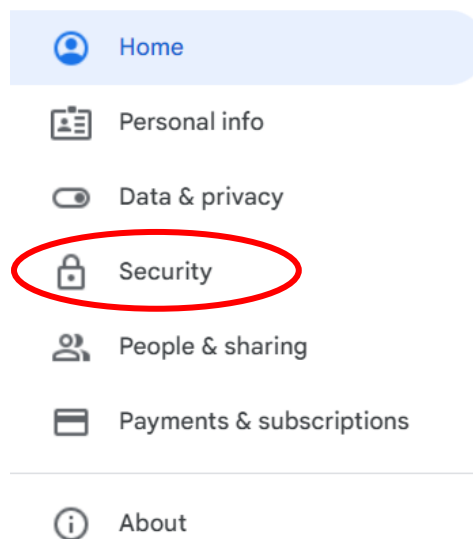 Home
Personal info
Data & privacy
Security
People & sharing
Payments & subscriptions
About